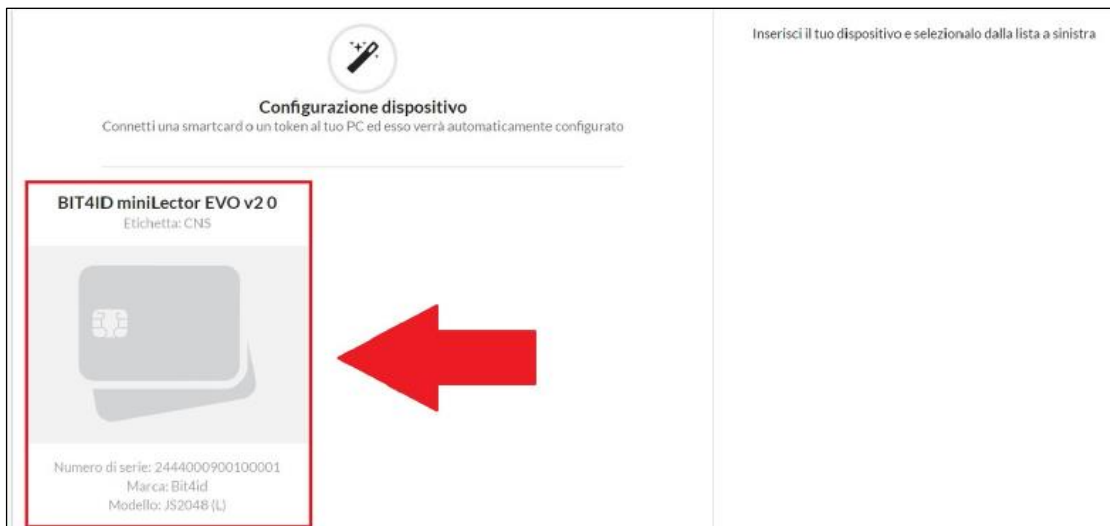 Configurazione dispositivo
Connetti una smartcard o un token al tuo PC ed esso verrà automaticamente configurato
BIT4ID miniLector EVO v2 0
Etichetta: CNS
Numero di serie: 2444000900100001
Marca: Bit4id
Modello: JS2048 (L)
Inserisci il tuo dispositivo e selezionalo dalla lista a sinistra